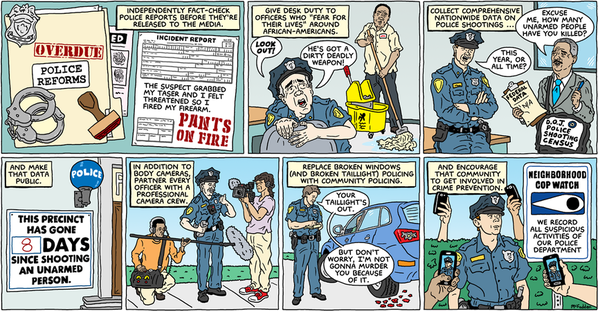 OVERDUE
POLICE
REFORMS
INDEPENDENTLY FACT-CHECK
POLICE REPORTS BEFORE THEY'RE
RELEASED TO THE MEDIA.
INCIDENT REPORT
THE SUSPECT GRABBED
MY TASER AND I FELT
THREATENED SO I
FIRED MY FIREARM.
PANTS
ON FIRE
GIVE DESK DUTY TO
OFFICERS WHO "FEAR FOR
THEIR LIVES" AROUND
AFRICAN-AMERICANS.
LOOK
OUT!
HE'S GOT A
DIRTY DEADLY
WEAPON!
COLLECT COMPREHENSIVE
NATIONWIDE DATA ON
POLICE SHOOTINGS ...
EXCUSE
ME, HOW MANY
UNARMED PEOPLE
HAVE YOU KILLED?
THIS
YEAR, OR
ALL TIME?
FEDERAL
DATA
N/A
D.O.J.
POLICE
SHOOTING
CENSUS
AND MAKE
THAT DATA
PUBLIC.
POLICE
THIS PRECINCT
HAS GONE
8 DAYS
SINCE SHOOTING
AN UNARMED
PERSON.
IN ADDITION TO
BODY CAMERAS,
PARTNER EVERY
OFFICER WITH A
PROFESSIONAL
CAMERA CREW.
REPLACE BROKEN WINDOWS
(AND BROKEN TAILLIGHT) POLICING
WITH COMMUNITY POLICING.
YOUR
TAILLIGHT'S
OUT.
BUT DON'T
WORRY, I'M NOT
GONNA MURDER
YOU BECAUSE
OF IT.
AND ENCOURAGE
THAT COMMUNITY
TO GET INVOLVED IN
CRIME PREVENTION.
NEIGHBORHOOD
COP WATCH
WE RECORD
ALL SUSPICIOUS
ACTIVITIES OF
OUR POLICE
DEPARTMENT